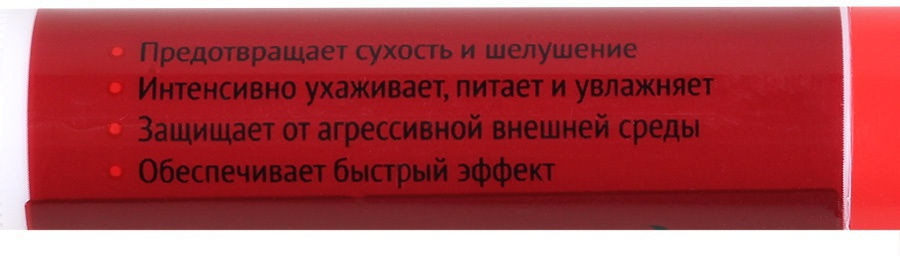 • Предотвращает сухость и шелушение
• Интенсивно ухаживает, питает и увлажняет
• Защищает от агрессивной внешней среды
• Обеспечивает быстрый эффект